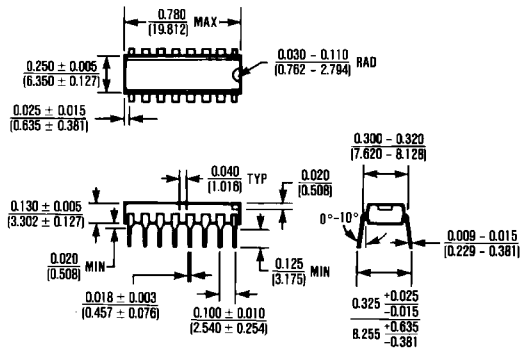 0.780
(19.812)
MAX
0.250 ± 0.005
(6.350 ± 0.127)
0.030 – 0.110
(0.762 – 2.794)
RAD
0.025 ± 0.015
(0.635 ± 0.381)
0.300 – 0.320
(7.620 – 8.128)
0.040
(1.016)
TYP
0.020
(0.508)
0.130 ± 0.005
(3.302 ± 0.127)
0°–10°
0.009 – 0.015
(0.229 – 0.381)
0.020
(0.508)
MIN
0.125
(3.175)
MIN
0.018 ± 0.003
(0.457 ± 0.076)
0.100 ± 0.010
(2.540 ± 0.254)
0.325 +0.025
-0.015
8.255 +0.635
-0.381